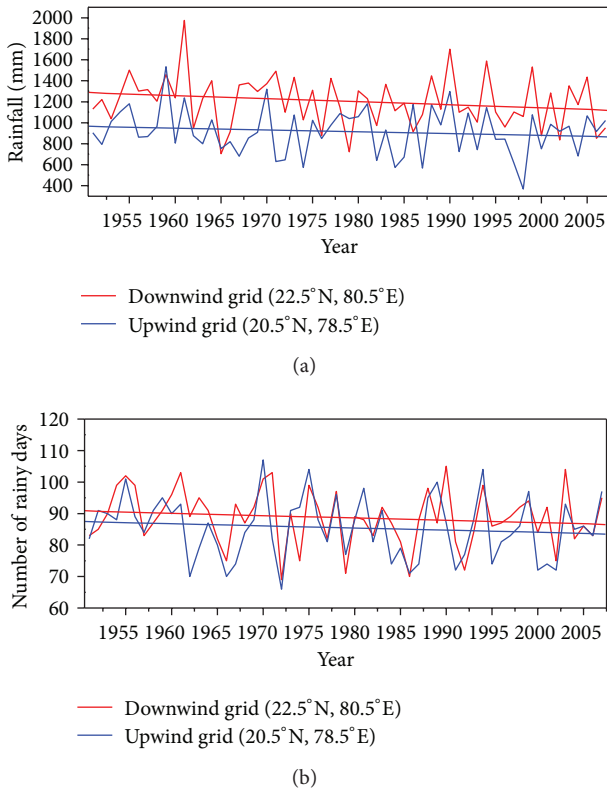 2000
1800
1600
1400
1200
1000
800
600
400
Rainfall (mm)
1955 1960 1965 1970 1975 1980 1985 1990 1995 2000 2005
Year
Downwind grid (22.5°N, 80.5°E)
Upwind grid (20.5°N, 78.5°E)
(a)
120
110
100
90
80
70
60
Number of rainy days
1955 1960 1965 1970 1975 1980 1985 1990 1995 2000 2005
Year
Downwind grid (22.5°N, 80.5°E)
Upwind grid (20.5°N, 78.5°E)
(b)